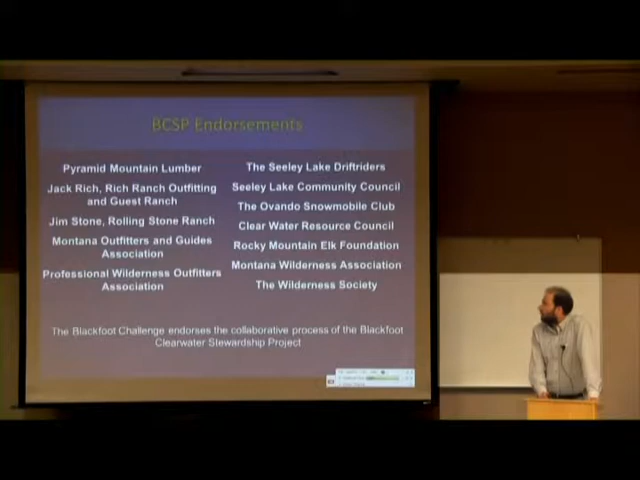 BCSP Endorsements
Pyramid Mountain Lumber
Jack Rich, Rich Ranch Outfitting
and Guest Ranch
Jim Stone, Rolling Stone Ranch
Montana Outfitters and Guides
Association
Professional Wilderness Outfitters
Association
The Seeley Lake Driftriders
Seeley Lake Community Council
The Ovando Snowmobile Club
Clear Water Resource Council
Rocky Mountain Elk Foundation
Montana Wilderness Association
The Wilderness Society
The Blackfoot Challenge endorses the collaborative process of the Blackfoot
Clearwater Stewardship Project